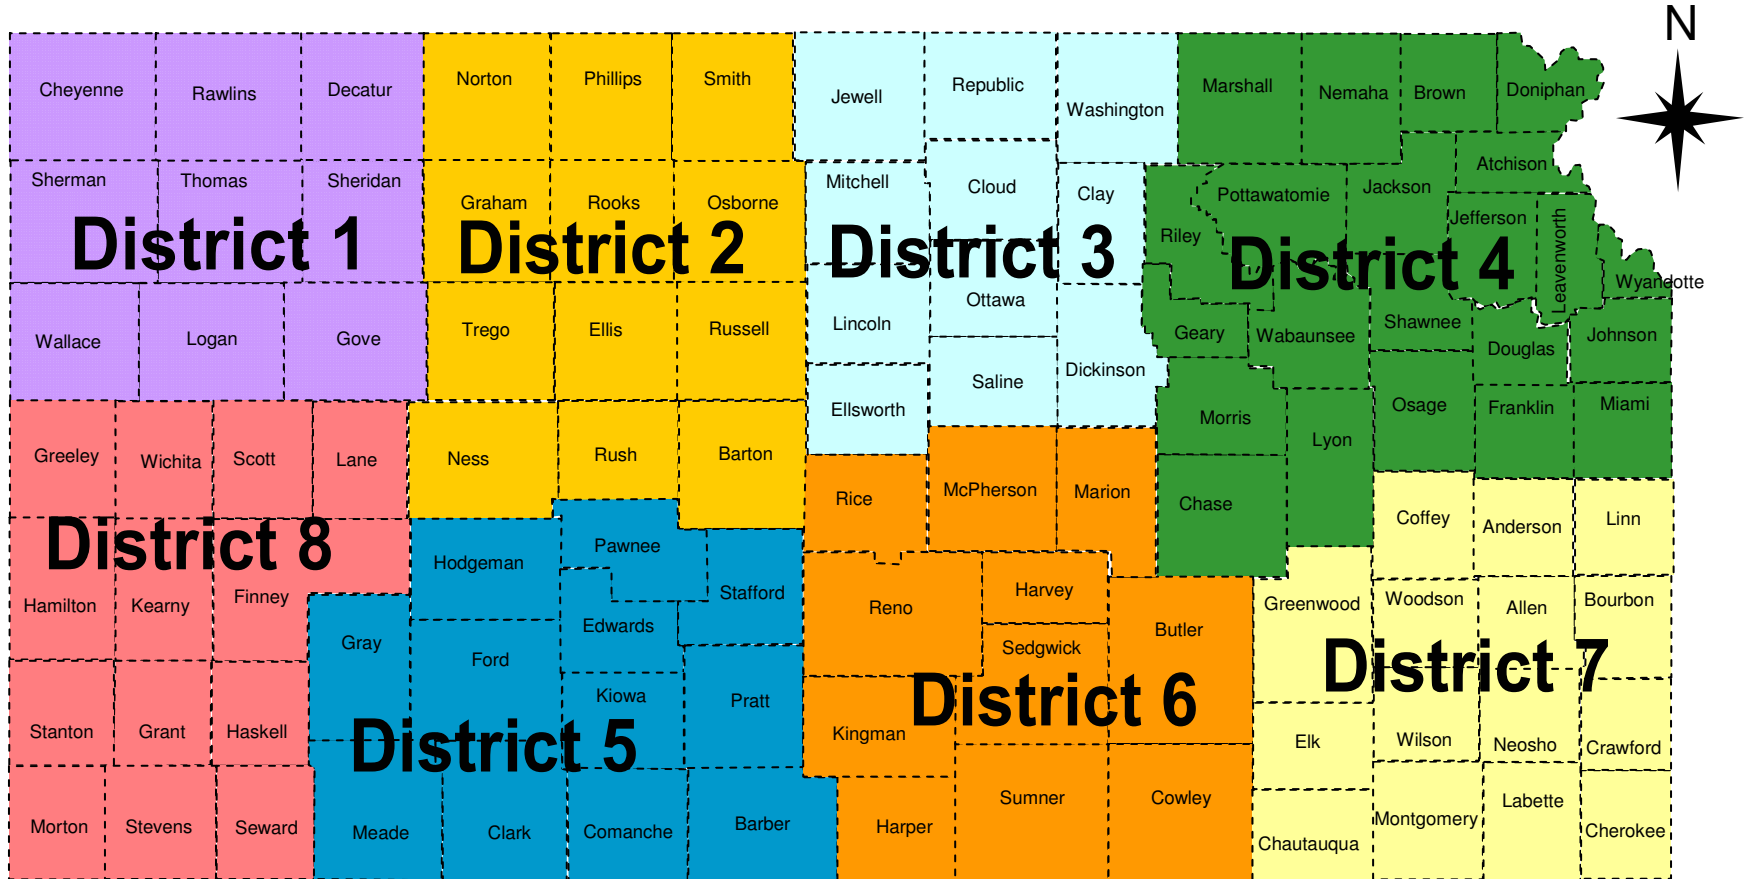 N
Cheyenne
Rawlins
Decatur
Norton
Phillips
Smith
Jewell
Republic
Washington
Marshall
Nemaha
Brown
Doniphan
Sherman
Thomas
Sheridan
Graham
Rooks
Osborne
Mitchell
Cloud
Clay
Riley
Pottawatomie
Jackson
Atchison
Jefferson
Leavenworth
Wyandotte
District 1
District 2
District 3
District 4
Wallace
Logan
Gove
Trego
Ellis
Russell
Lincoln
Ottawa
Saline
Dickinson
Geary
Wabaunsee
Shawnee
Douglas
Johnson
Ellsworth
Morris
Lyon
Osage
Franklin
Miami
Greeley
Wichita
Scott
Lane
Ness
Rush
Barton
Rice
McPherson
Marion
Chase
Coffey
Anderson
Linn
District 8
Hodgeman
Pawnee
Stafford
Hamilton
Kearny
Finney
Gray
Ford
Edwards
Kiowa
Pratt
Reno
Harvey
Sedgwick
Butler
Greenwood
Woodson
Allen
Bourbon
District 7
District 6
District 5
Stanton
Grant
Haskell
Kingman
Elk
Wilson
Neosho
Crawford
Morton
Stevens
Seward
Meade
Clark
Comanche
Barber
Harper
Sumner
Cowley
Chautauqua
Montgomery
Labette
Cherokee